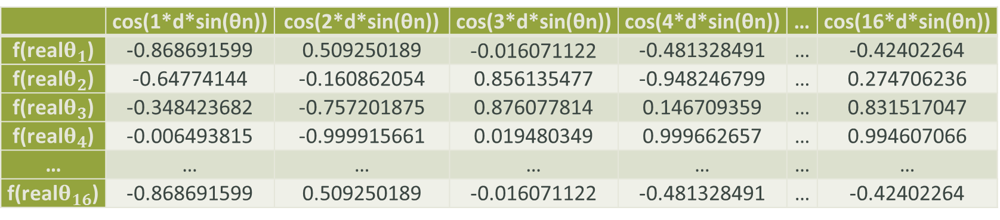 cos(1*d*sin(θn)) cos(2*d*sin(θn)) cos(3*d*sin(θn)) cos(4*d*sin(θn)) ... cos(16*d*sin(θn))
f(realθ₁) -0.868691599 0.509250189 -0.016071122 -0.481328491 ... -0.42402264
f(realθ₂) -0.64774144 -0.160862054 0.856135477 -0.948246799 ... 0.274706236
f(realθ₃) -0.348423682 -0.757201875 0.876077814 0.146709359 ... 0.831517047
f(realθ₄) -0.006493815 -0.999915661 0.019480349 0.999662657 ... 0.994607066
... ... ... ... ... ... ...
f(realθ₁₆) -0.868691599 0.509250189 -0.016071122 -0.481328491 ... -0.42402264